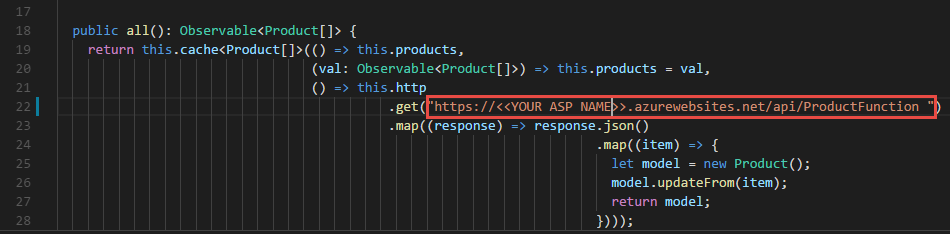 17
18 public all(): Observable<Product[]> {
19 return this.cache<Product[]>(() => this.products,
20 (val: Observable<Product[]>) => this.products = val,
21 () => this.http
22 .get("https://<<YOUR ASP NAME>>.azurewebsites.net/api/ProductFunction ")
23 .map((response) => response.json()
24 .map((item) => {
25 let model = new Product();
26 model.updateFrom(item);
27 return model;
28 })));